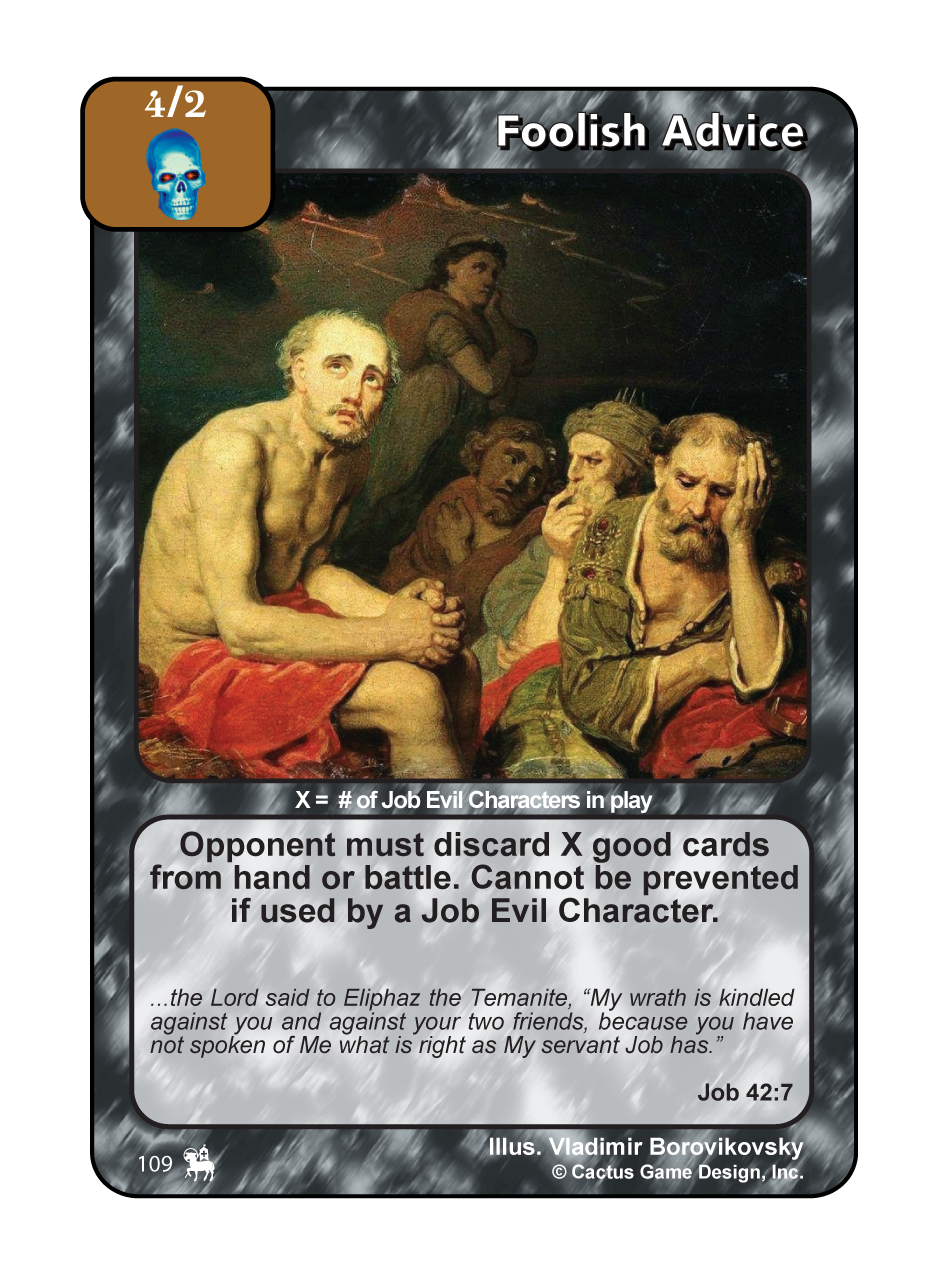 4/2
Foolish Advice
X = # of Job Evil Characters in play
Opponent must discard X good cards
from hand or battle. Cannot be prevented
if used by a Job Evil Character.
...the Lord said to Eliphaz the Temanite, “My wrath is kindled
against you and against your two friends, because you have
not spoken of Me what is right as My servant Job has.”
Job 42:7
Illus. Vladimir Borovikovsky
109
© Cactus Game Design, Inc.